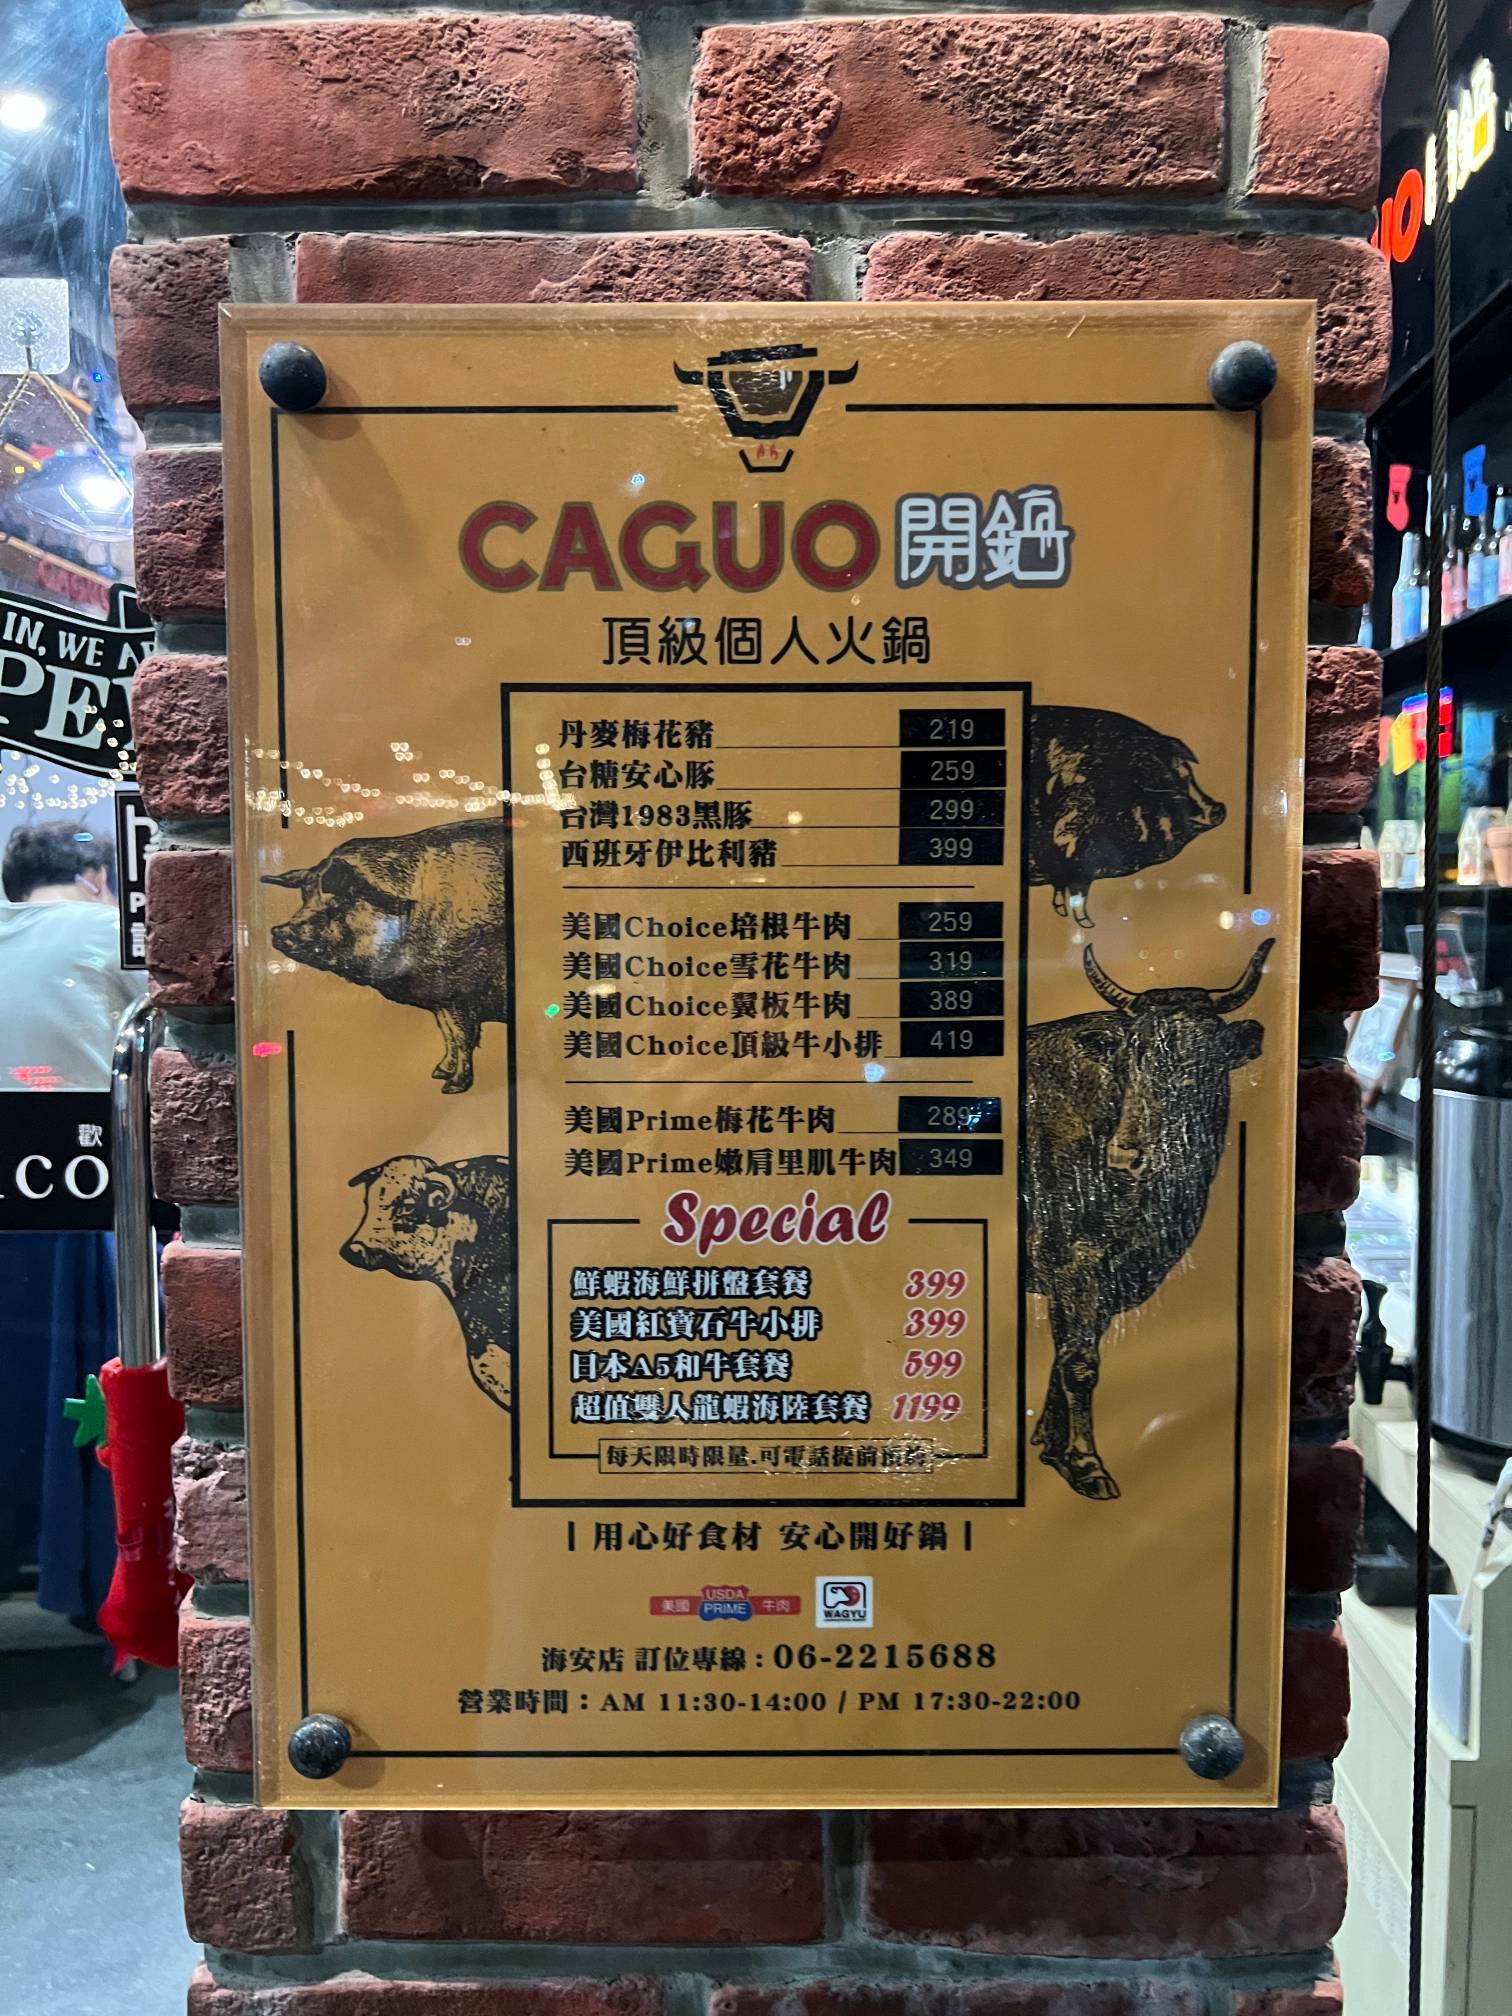 CAGUO 開鍋
頂級個人火鍋
丹麥梅花豬 219
台糖安心豚 259
台灣1983黑豚 299
西班牙伊比利豬 399
美國Choice培根牛肉 259
美國Choice雪花牛肉 319
美國Choice翼板牛肉 389
美國Choice頂級牛小排 419
美國Prime梅花牛肉 289
美國Prime嫩肩里肌牛肉 349
Special
鮮蝦海鮮拼盤套餐 399
美國紅寶石牛小排 399
日本A5和牛套餐 599
超值雙人龍蝦海陸套餐 1199
每天限時限量.可電話提前預約
用心好食材 安心開好鍋
美國 USDA PRIME 牛肉
WAGYU
海安店 訂位專線：06-2215688
營業時間：AM 11:30-14:00 / PM 17:30-22:00
IN, WE
歡